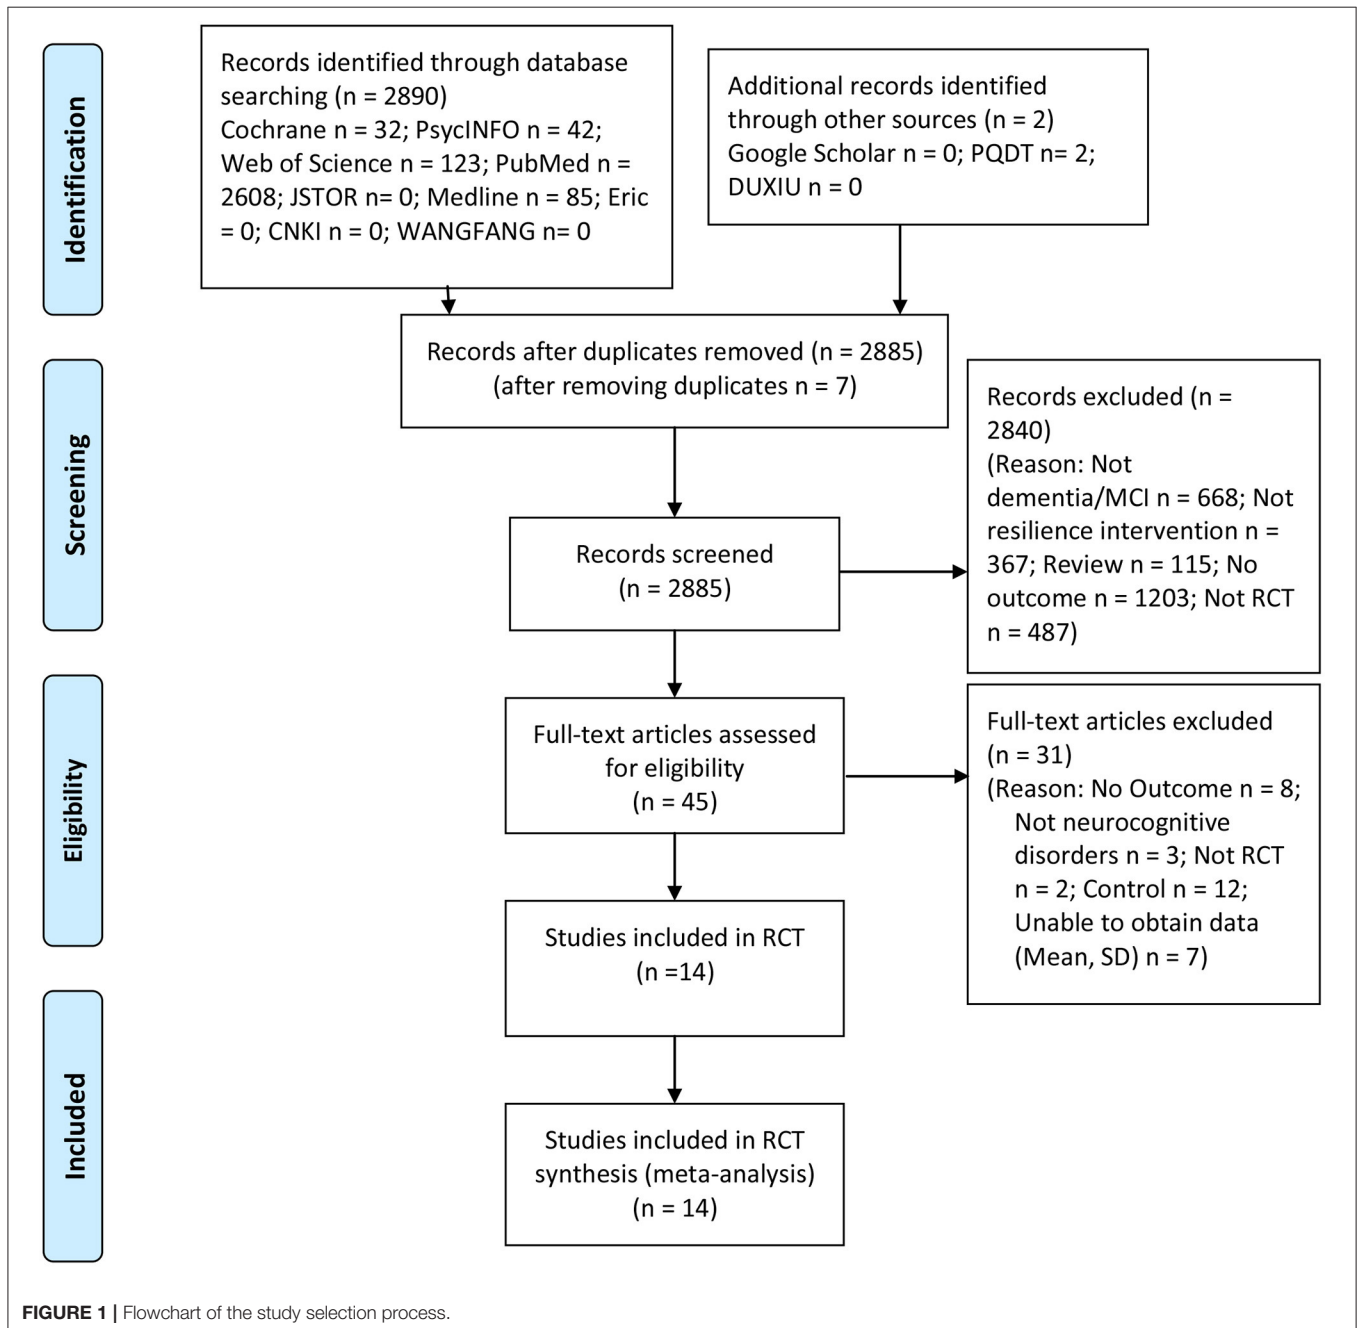 Identification
Records identified through database
searching (n = 2890)
Cochrane n = 32; PsycINFO n = 42;
Web of Science n = 123; PubMed n =
2608; JSTOR n= 0; Medline n = 85; Eric
= 0; CNKI n = 0; WANGFANG n= 0
Additional records identified
through other sources (n = 2)
Google Scholar n = 0; PQDT n= 2;
DUXIU n = 0
Records after duplicates removed (n = 2885)
(after removing duplicates n = 7)
Screening
Records screened
(n = 2885)
Records excluded (n =
2840)
(Reason: Not
dementia/MCI n = 668; Not
resilience intervention n =
367; Review n = 115; No
outcome n = 1203; Not RCT
n = 487)
Eligibility
Full-text articles assessed
for eligibility
(n = 45)
Full-text articles excluded
(n = 31)
(Reason: No Outcome n = 8;
Not neurocognitive
disorders n = 3; Not RCT
n = 2; Control n = 12;
Unable to obtain data
(Mean, SD) n = 7)
Studies included in RCT
(n =14)
Included
Studies included in RCT
synthesis (meta-analysis)
(n = 14)
FIGURE 1 | Flowchart of the study selection process.